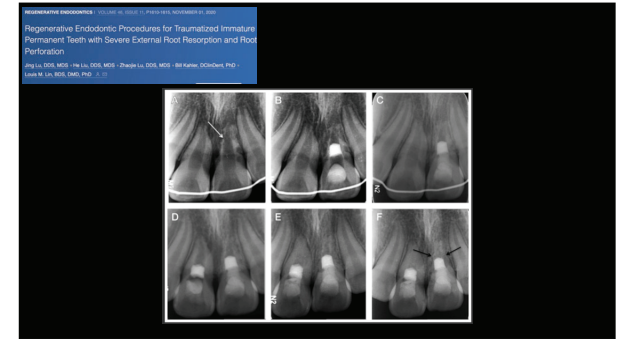 REGENERATIVE ENDODONTICS | VOLUME 46, ISSUE 11, P1610-1615, NOVEMBER 01, 2020
Regenerative Endodontic Procedures for Traumatized Immature
Permanent Teeth with Severe External Root Resorption and Root
Perforation
Jing Lu, DDS, MDS • He Liu, DDS, MDS • Zhaojie Lu, DDS, MDS • Bill Kahler, DClinDent, PhD •
Louis M. Lin, BDS, DMD, PhD
A
B
C
D
E
F